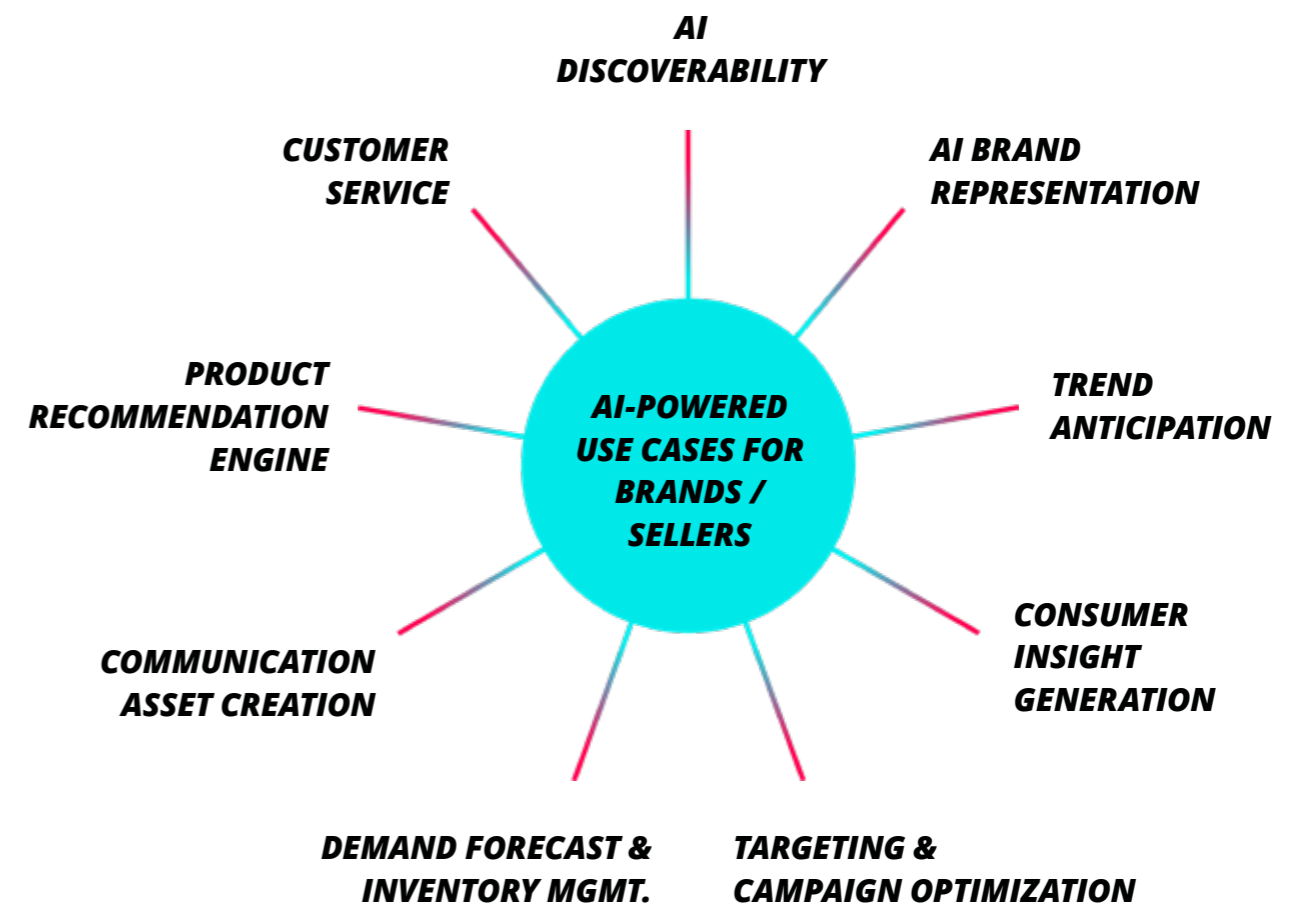 AI
DISCOVERABILITY
AI BRAND
REPRESENTATION
TREND
ANTICIPATION
CONSUMER
INSIGHT
GENERATION
TARGETING &
CAMPAIGN OPTIMIZATION
DEMAND FORECAST &
INVENTORY MGMT.
COMMUNICATION
ASSET CREATION
PRODUCT
RECOMMENDATION
ENGINE
CUSTOMER
SERVICE
AI-POWERED
USE CASES FOR
BRANDS /
SELLERS